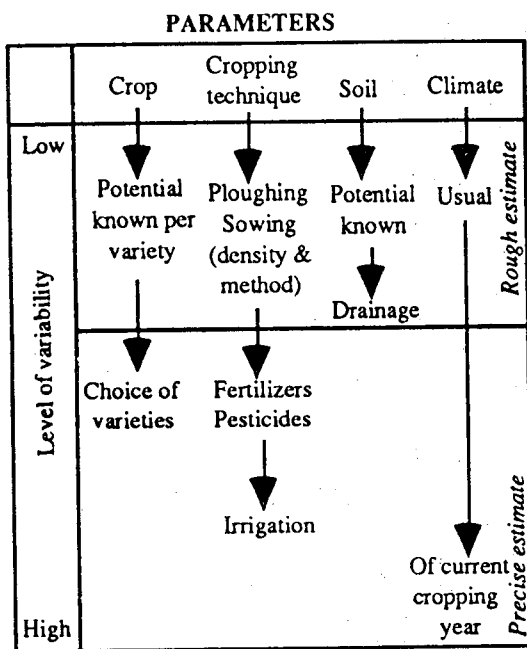 PARAMETERS
Crop
Cropping
technique
Soil
Climate
Low
Level of variability
High
Potential
known per
variety
Ploughing
Sowing
(density &
method)
Potential
known
Drainage
Usual
Rough estimate
Choice of
varieties
Fertilizers
Pesticides
Irrigation
Of current
cropping
year
Precise estimate